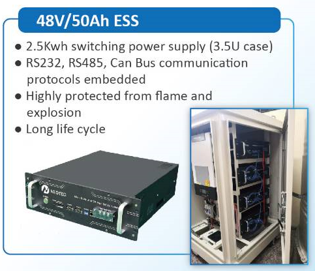 48V/50Ah ESS
● 2.5Kwh switching power supply (3.5U case)
● RS232, RS485, Can Bus communication
protocols embedded
● Highly protected from flame and
explosion
● Long life cycle